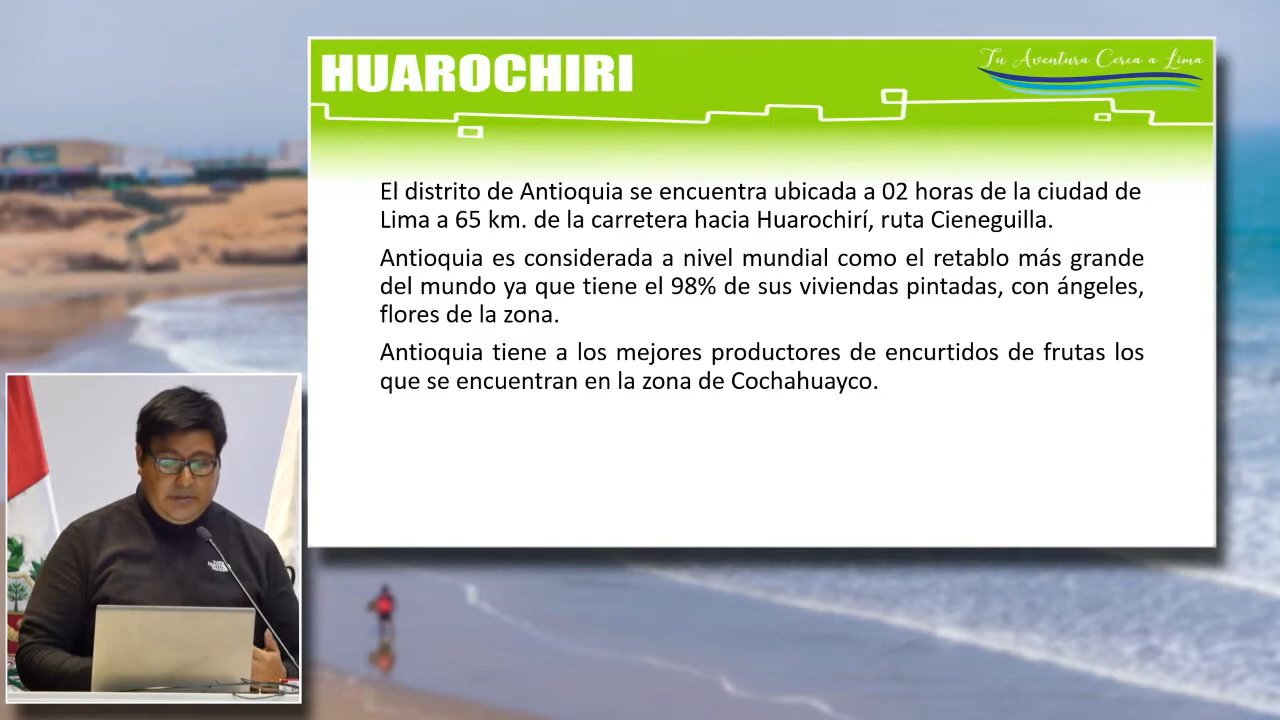 HUAROCHIRI
Tu Aventura Cerca a Lima
El distrito de Antioquia se encuentra ubicada a 02 horas de la ciudad de
Lima a 65 km. de la carretera hacia Huarochirí, ruta Cieneguilla.
Antioquia es considerada a nivel mundial como el retablo más grande
del mundo ya que tiene el 98% de sus viviendas pintadas, con ángeles,
flores de la zona.
Antioquia tiene a los mejores productores de encurtidos de frutas los
que se encuentran en la zona de Cochahuayco.